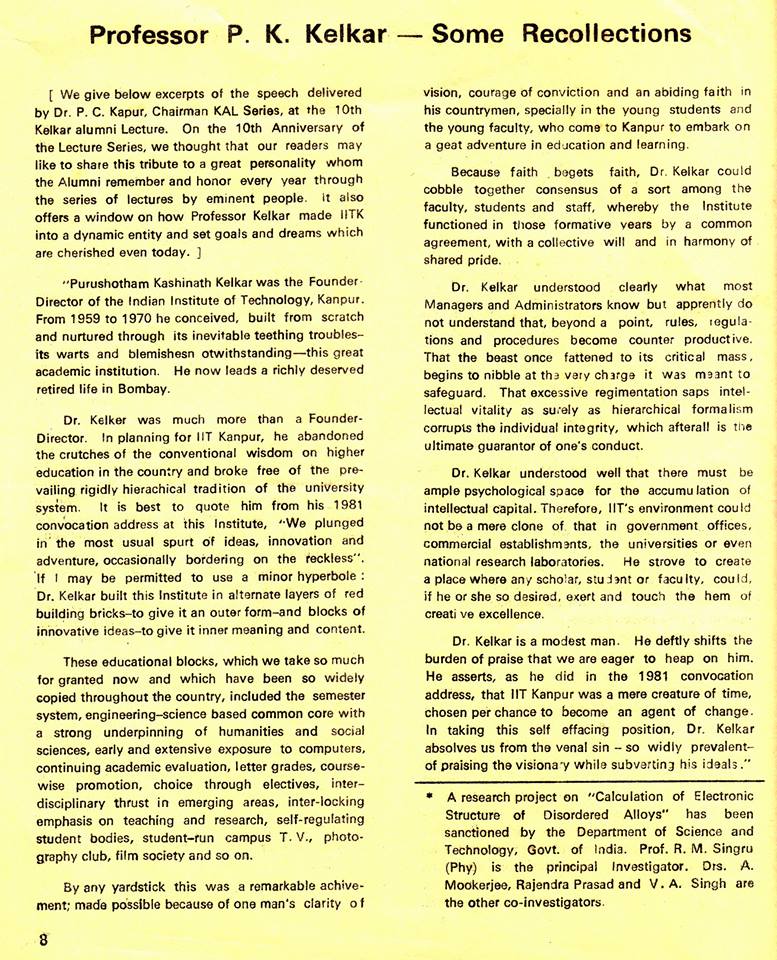 Professor P. K. Kelkar — Some Recollections
[ We give below excerpts of the speech delivered
by Dr. P. C. Kapur, Chairman KAL Series, at the 10th
Kelkar alumni Lecture. On the 10th Anniversary of
the Lecture Series, we thought that our readers may
like to share this tribute to a great personality whom
the Alumni remember and honor every year through
the series of lectures by eminent people. It also
offers a window on how Professor Kelkar made IITK
into a dynamic entity and set goals and dreams which
are cherished even today. ]
"Purushotham Kashinath Kelkar was the Founder-
Director of the Indian Institute of Technology, Kanpur.
From 1959 to 1970 he conceived, built from scratch
and nurtured through its inevitable teething troubles–
its warts and blemishesn otwithstanding—this great
academic institution. He now leads a richly deserved
retired life in Bombay.
Dr. Kelker was much more than a Founder-
Director. In planning for IIT Kanpur, he abandoned
the crutches of the conventional wisdom on higher
education in the country and broke free of the pre-
vailing rigidly hierachical tradition of the university
system. It is best to quote him from his 1981
convocation address at this Institute, "We plunged
in the most usual spurt of ideas, innovation and
adventure, occasionally bordering on the reckless".
If I may be permitted to use a minor hyperbole :
Dr. Kelkar built this Institute in alternate layers of red
building bricks–to give it an outer form–and blocks of
innovative ideas–to give it inner meaning and content.
These educational blocks, which we take so much
for granted now and which have been so widely
copied throughout the country, included the semester
system, engineering–science based common core with
a strong underpinning of humanities and social
sciences, early and extensive exposure to computers,
continuing academic evaluation, letter grades, course-
wise promotion, choice through electives, inter-
disciplinary thrust in emerging areas, inter-locking
emphasis on teaching and research, self-regulating
student bodies, student-run campus T. V., photo-
graphy club, film society and so on.
By any yardstick this was a remarkable achive-
ment; made possible because of one man's clarity of
8
vision, courage of conviction and an abiding faith in
his countrymen, specially in the young students and
the young faculty, who come to Kanpur to embark on
a geat adventure in education and learning.
Because faith begets faith, Dr. Kelkar could
cobble together consensus of a sort among the
faculty, students and staff, whereby the Institute
functioned in those formative years by a common
agreement, with a collective will and in harmony of
shared pride.
Dr. Kelkar understood clearly what most
Managers and Administrators know but apprently do
not understand that, beyond a point, rules, regula-
tions and procedures become counter productive.
That the beast once fattened to its critical mass,
begins to nibble at the very charge it was meant to
safeguard. That excessive regimentation saps intel-
lectual vitality as surely as hierarchical formalism
corrupts the individual integrity, which afterall is the
ultimate guarantor of one's conduct.
Dr. Kelkar understood well that there must be
ample psychological space for the accumulation of
intellectual capital. Therefore, IIT's environment could
not be a mere clone of that in government offices,
commercial establishments, the universities or even
national research laboratories. He strove to create
a place where any scholar, student or faculty, could,
if he or she so desired, exert and touch the hem of
creative excellence.
Dr. Kelkar is a modest man. He deftly shifts the
burden of praise that we are eager to heap on him.
He asserts, as he did in the 1981 convocation
address, that IIT Kanpur was a mere creature of time,
chosen per chance to become an agent of change.
In taking this self effacing position, Dr. Kelkar
absolves us from the venal sin – so widly prevalent–
of praising the visionary while subverting his ideals."
* A research project on "Calculation of Electronic
Structure of Disordered Alloys" has been
sanctioned by the Department of Science and
Technology, Govt. of India. Prof. R. M. Singru
(Phy) is the principal Investigator. Drs. A.
Mookerjee, Rajendra Prasad and V. A. Singh are
the other co-investigators.